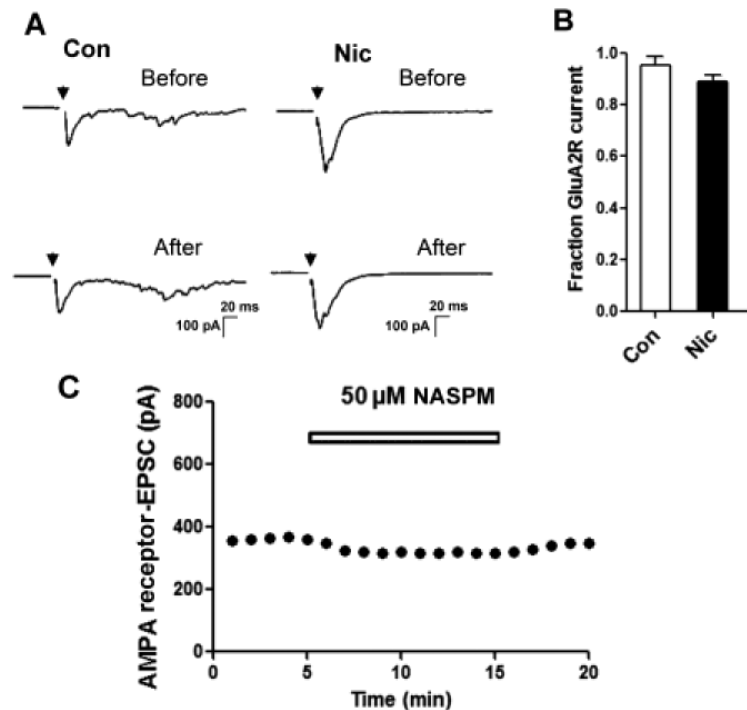 A
Con
Nic
Before
Before
After
After
20 ms
100 pA
20 ms
100 pA
B
Fraction GluA2R current
1.0
0.8
0.6
0.4
0.2
0.0
Con
Nic
C
50 µM NASPM
AMPA receptor-EPSC (pA)
800
600
400
200
0
0
5
10
15
20
Time (min)